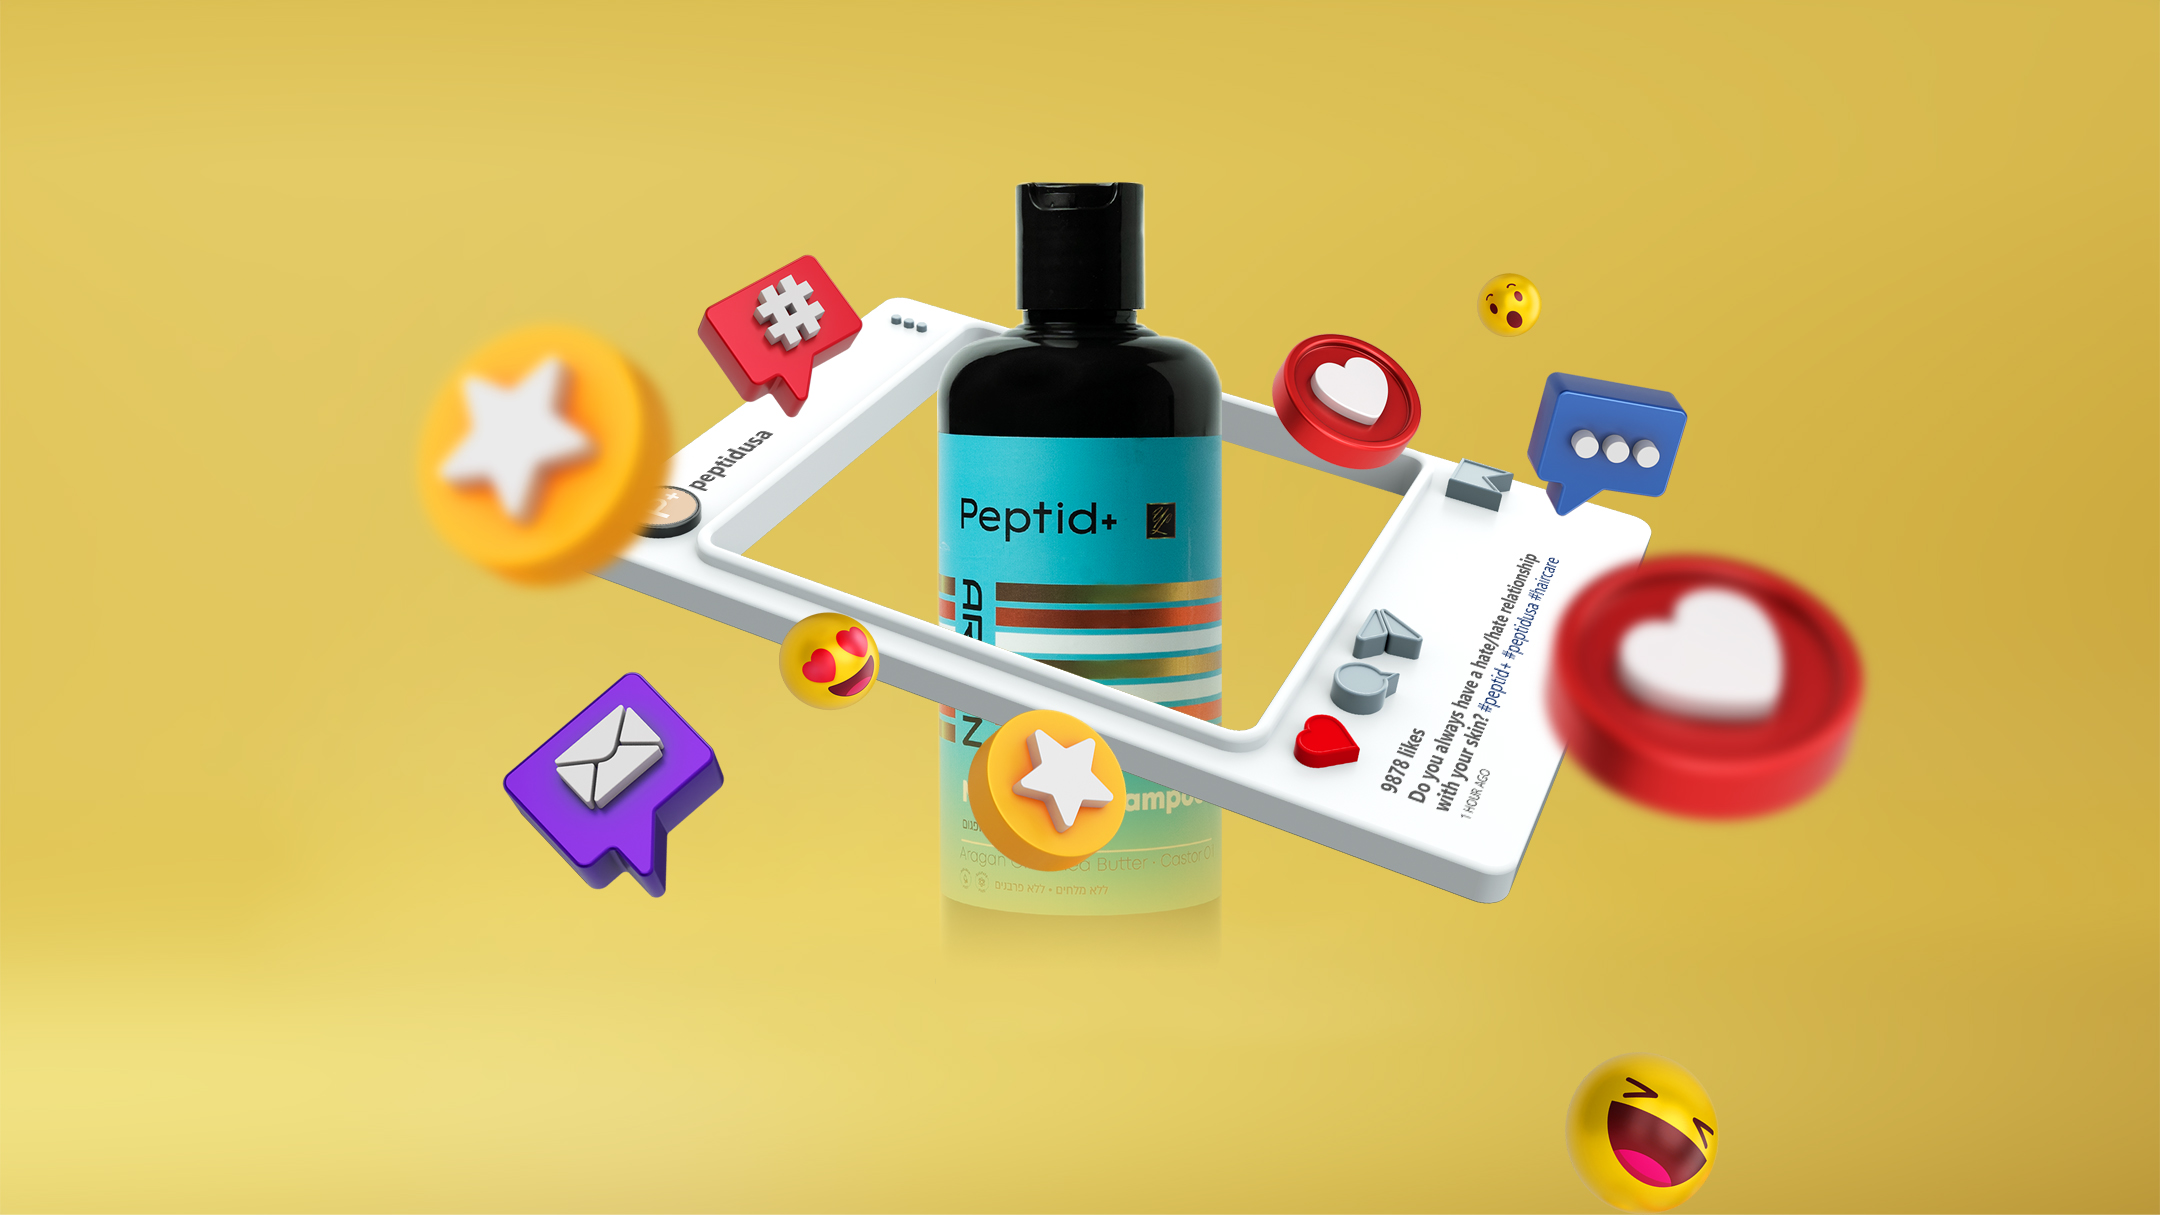 peptidusa
Peptid+
9878 likes
Do you always have a hate/hate relationship
with your skin? #peptid+ #peptidusa #haircare
1 HOUR AGO
Aragan
Butter · Castor
ללא מלחים • ללא פרבנים